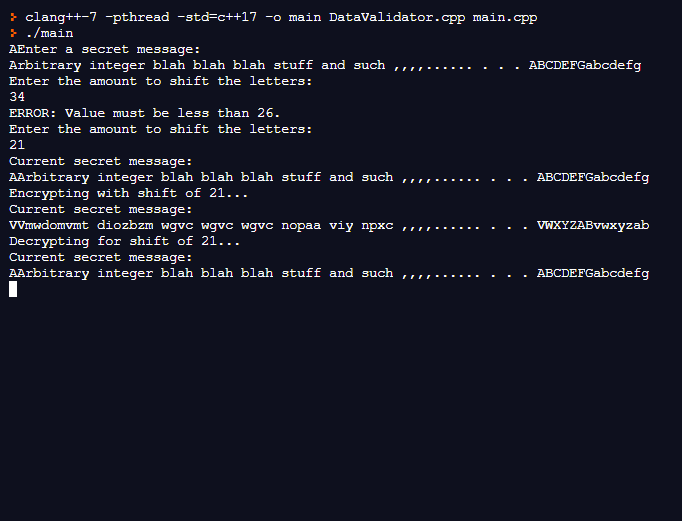 clang++-7 -pthread -std=c++17 -o main DataValidator.cpp main.cpp
./main
AEnter a secret message:
Arbitrary integer blah blah blah stuff and such ,,,,...... . . . ABCDEFGabcdefg
Enter the amount to shift the letters:
34
ERROR: Value must be less than 26.
Enter the amount to shift the letters:
21
Current secret message:
AArbitrary integer blah blah blah stuff and such ,,,,...... . . . ABCDEFGabcdefg
Encrypting with shift of 21...
Current secret message:
VVmwdomvmt diozbzm wgvc wgvc wgvc nopaa viy npxc ,,,,...... . . . VWXYZABvwxyzab
Decrypting for shift of 21...
Current secret message:
AArbitrary integer blah blah blah stuff and such ,,,,...... . . . ABCDEFGabcdefg